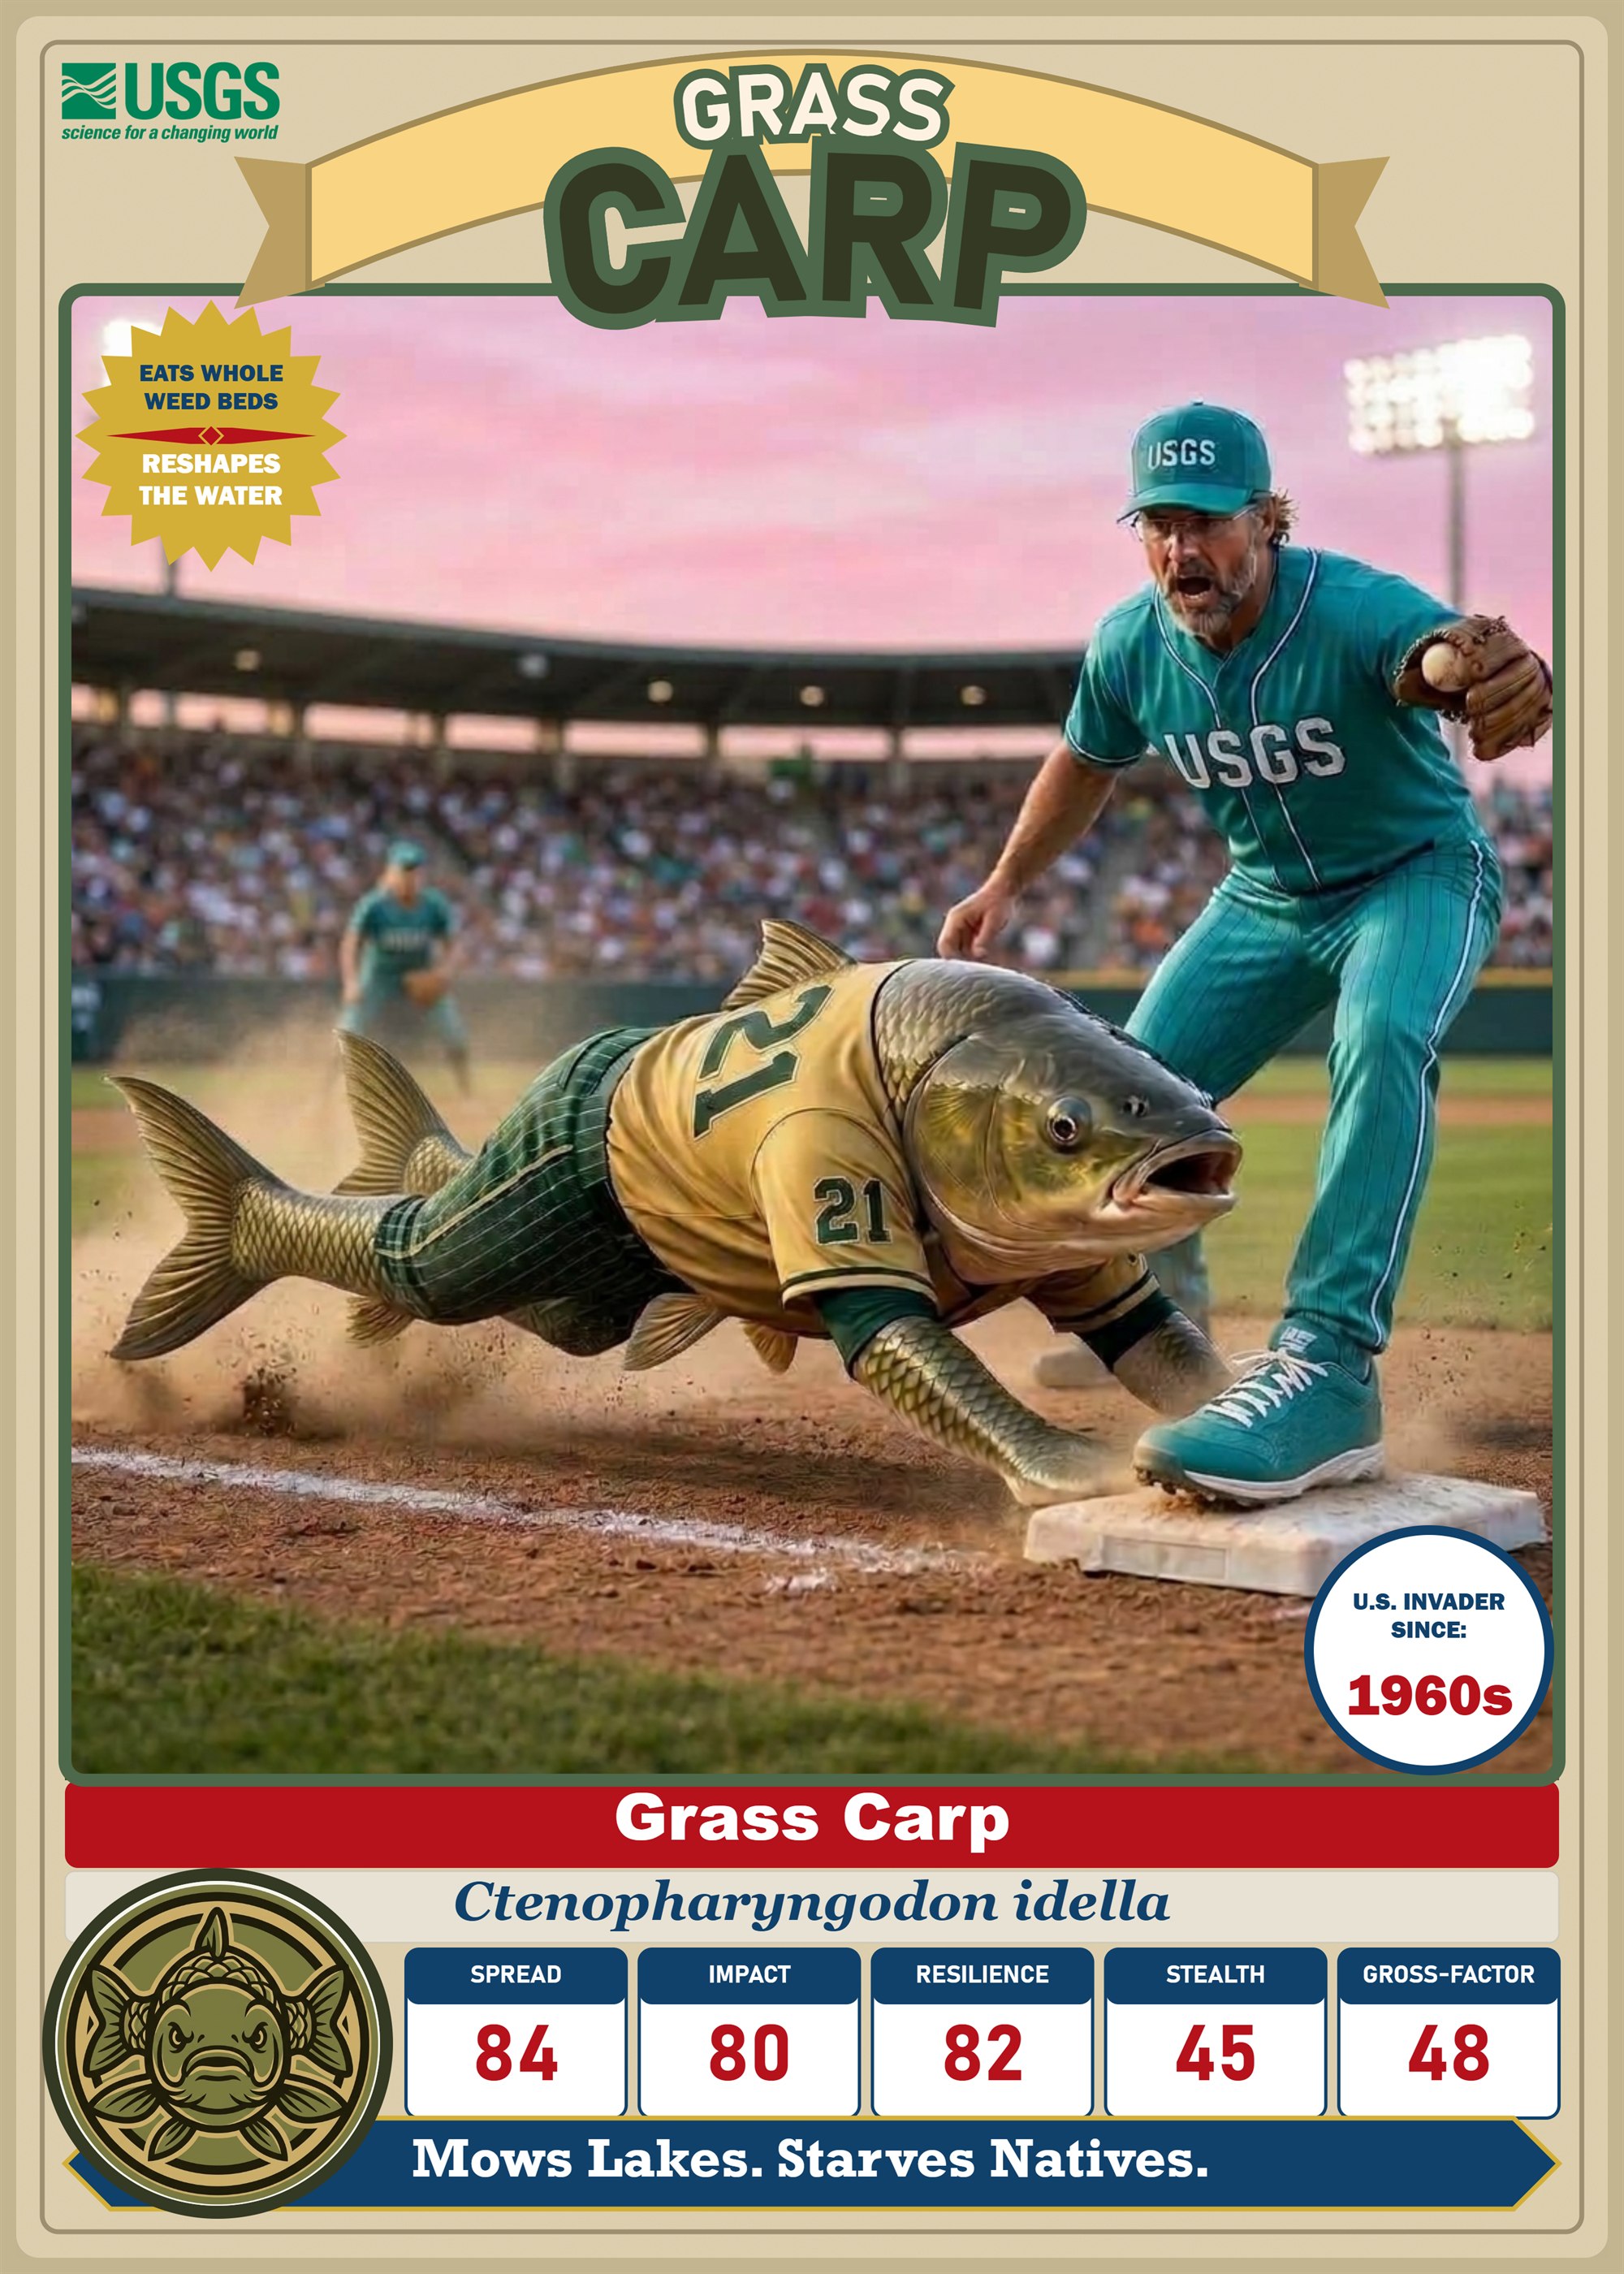 USGS
science for a changing world
GRASS
CARP
EATS WHOLE
WEED BEDS
RESHAPES
THE WATER
USGS
USGS
21
21
U.S. INVADER
SINCE:
1960s
Grass Carp
Ctenopharyngodon idella
SPREAD
IMPACT
RESILIENCE
STEALTH
GROSS-FACTOR
84
80
82
45
48
Mows Lakes. Starves Natives.